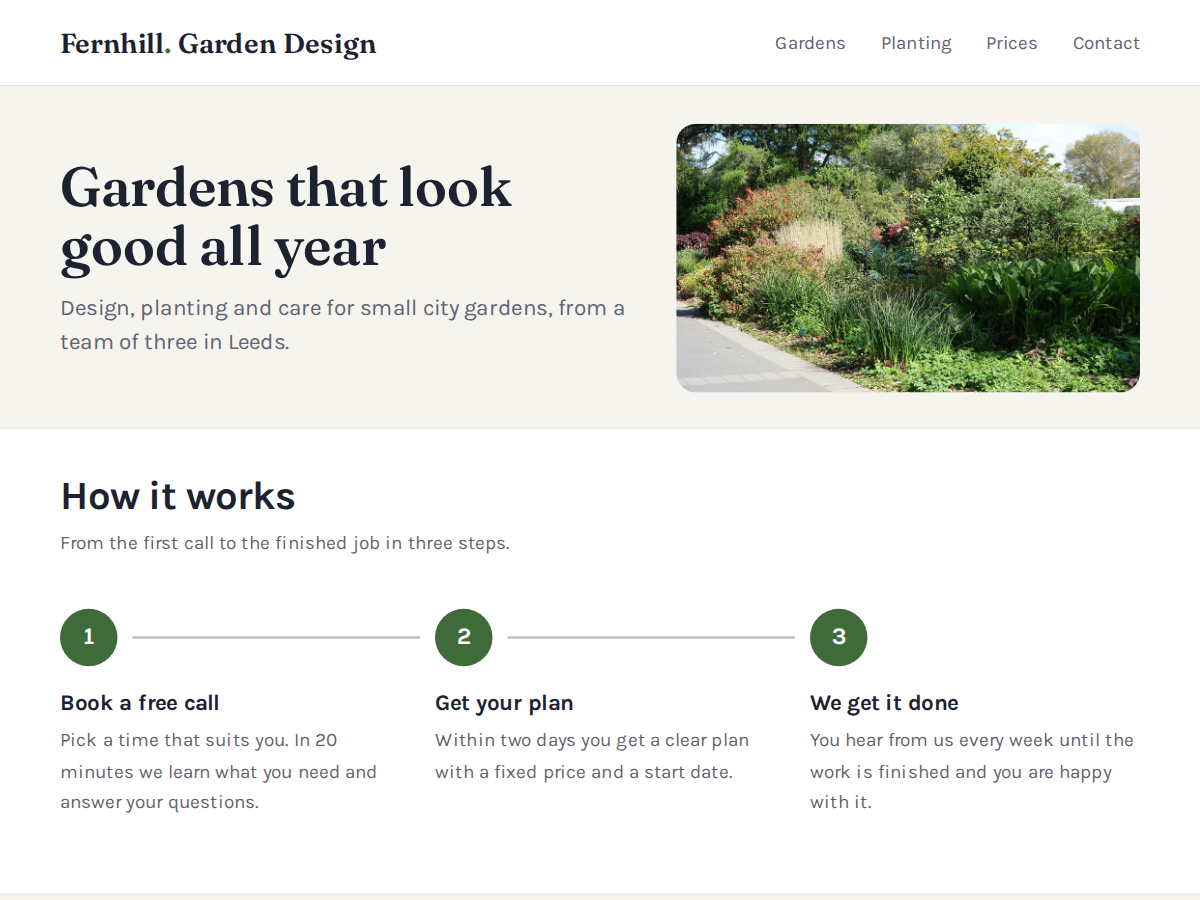 Fernhill. Garden Design
Gardens Planting Prices Contact
Gardens that look
good all year
Design, planting and care for small city gardens, from a
team of three in Leeds.
How it works
From the first call to the finished job in three steps.
1
Book a free call
Pick a time that suits you. In 20
minutes we learn what you need and
answer your questions.
2
Get your plan
Within two days you get a clear plan
with a fixed price and a start date.
3
We get it done
You hear from us every week until the
work is finished and you are happy
with it.